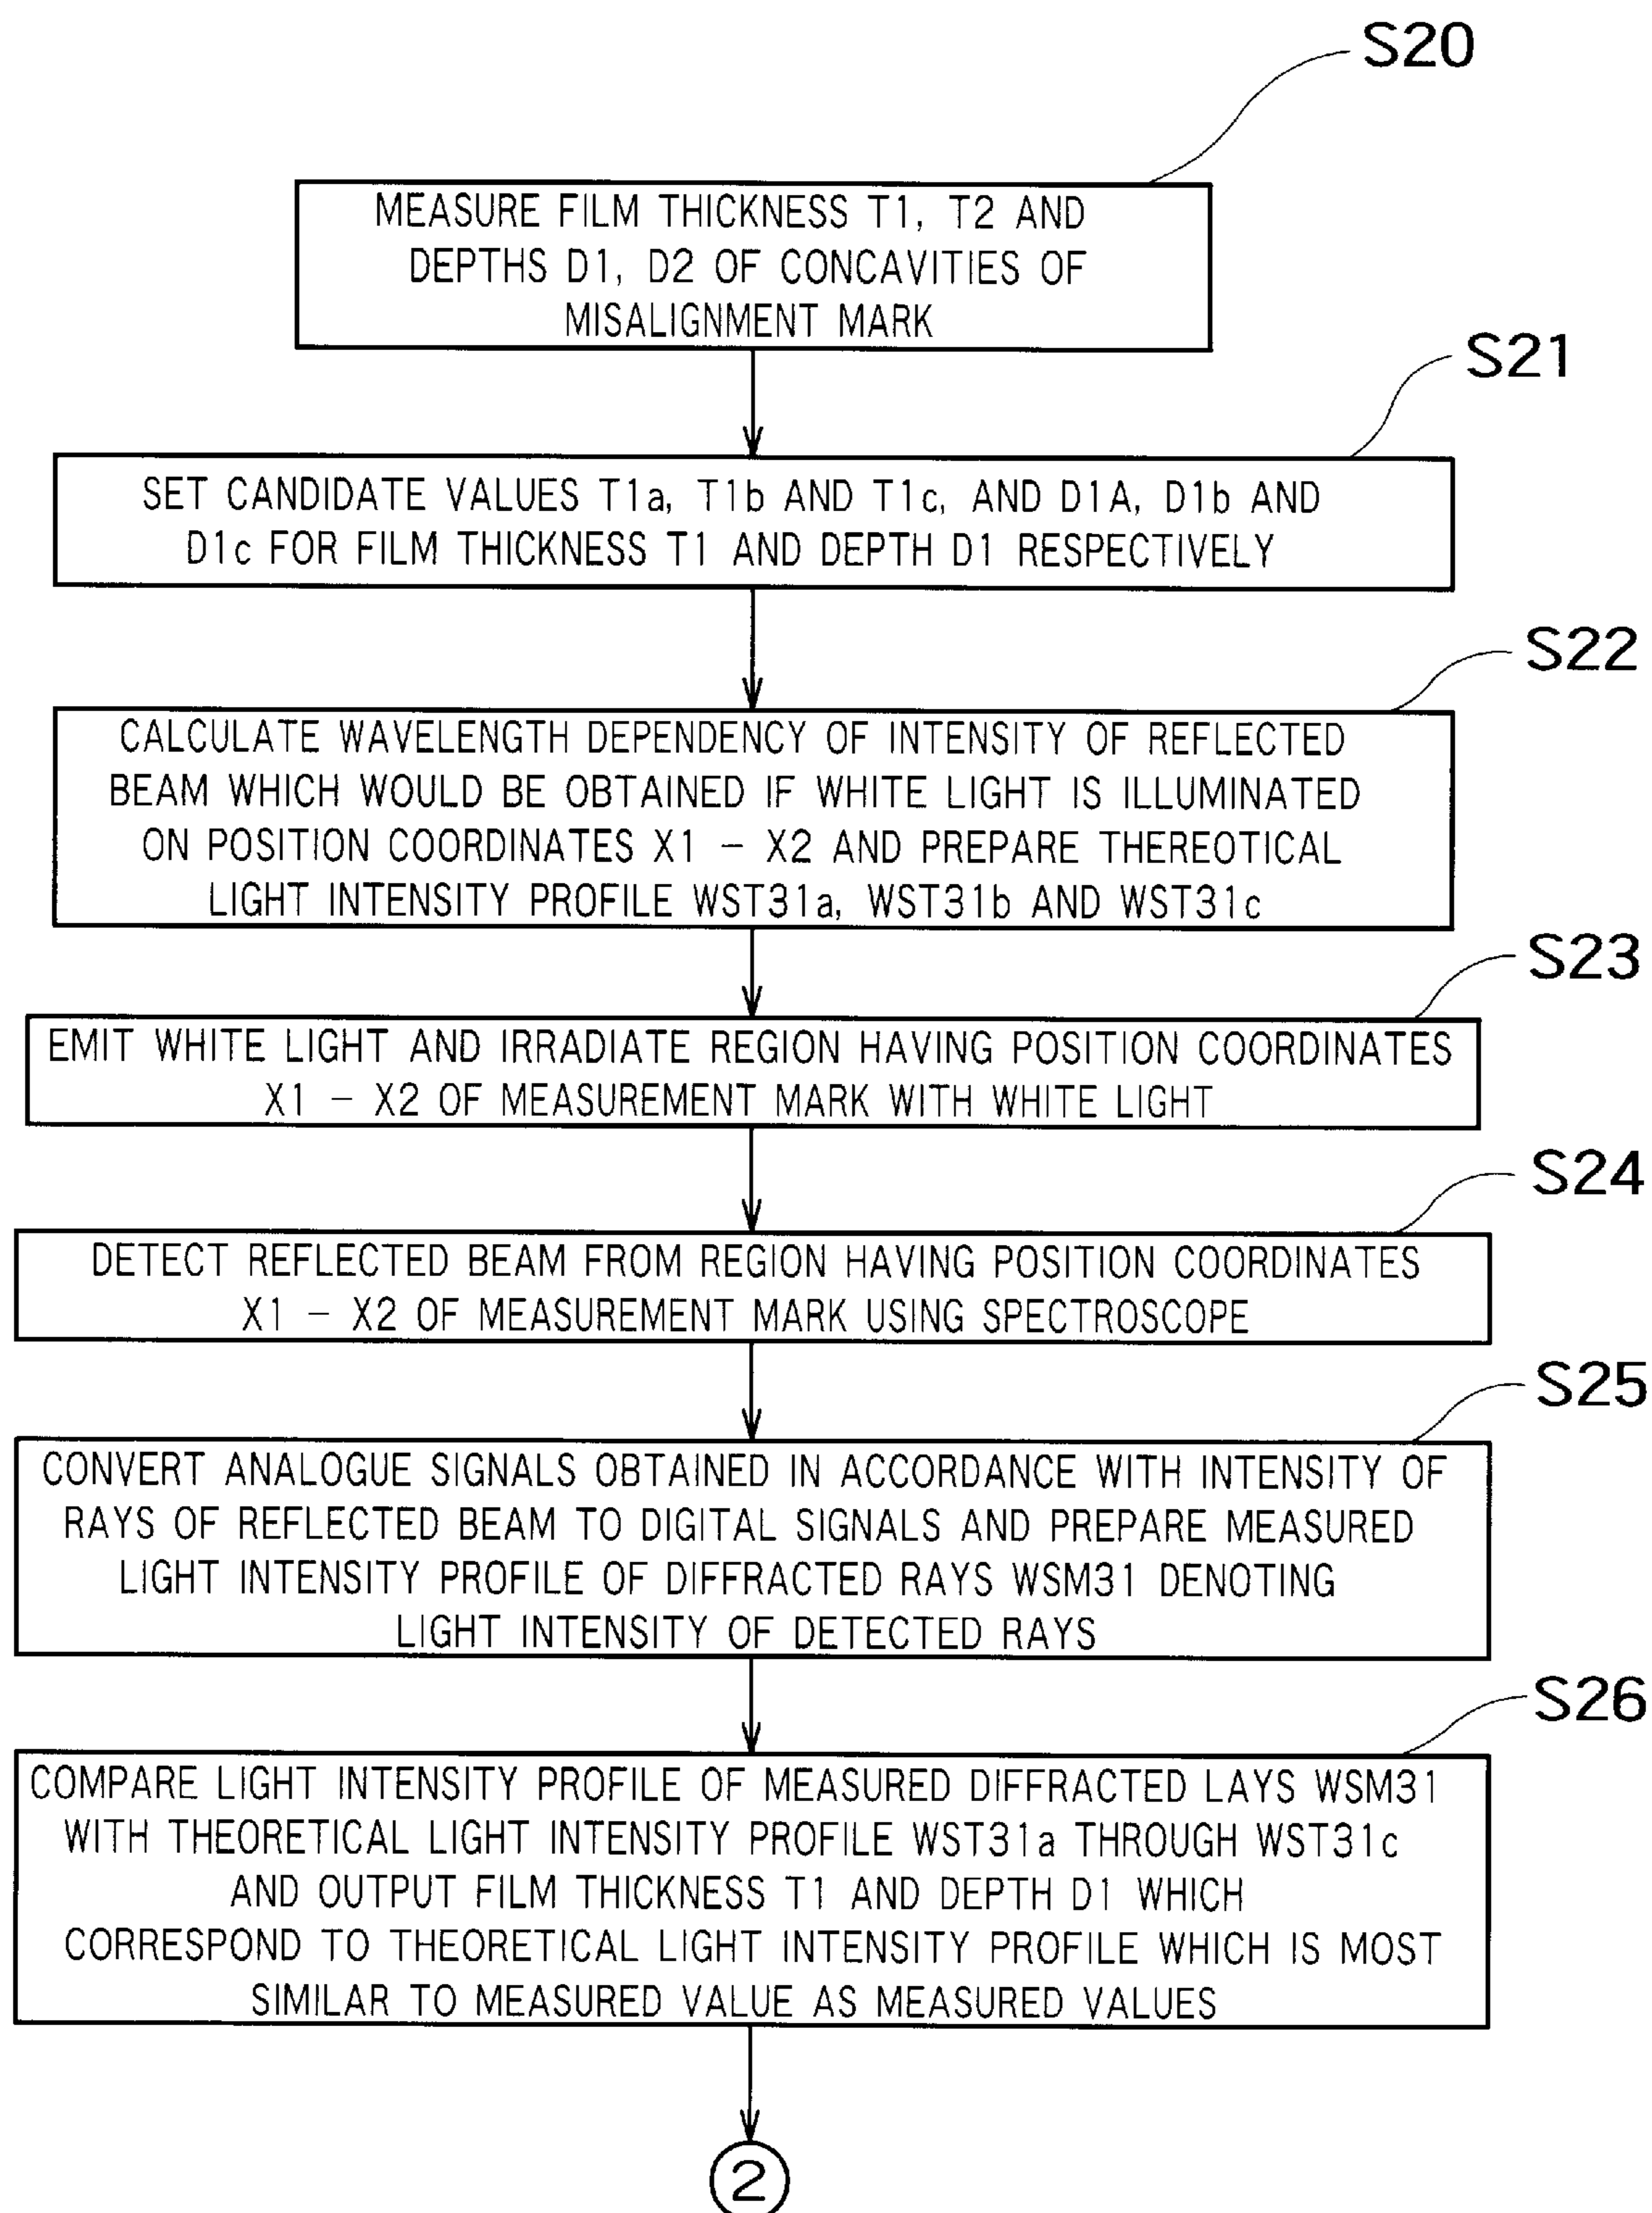 S20
MEASURE FILM THICKNESS T1, T2 AND
DEPTHS D1, D2 OF CONCAVITIES OF
MISALIGNMENT MARK
S21
SET CANDIDATE VALUES T1a, T1b AND T1c, AND D1A, D1b AND
D1c FOR FILM THICKNESS T1 AND DEPTH D1 RESPECTIVELY
S22
CALCULATE WAVELENGTH DEPENDENCY OF INTENSITY OF REFLECTED
BEAM WHICH WOULD BE OBTAINED IF WHITE LIGHT IS ILLUMINATED
ON POSITION COORDINATES X1 – X2 AND PREPARE THEREOTICAL
LIGHT INTENSITY PROFILE WST31a, WST31b AND WST31c
S23
EMIT WHITE LIGHT AND IRRADIATE REGION HAVING POSITION COORDINATES
X1 – X2 OF MEASUREMENT MARK WITH WHITE LIGHT
S24
DETECT REFLECTED BEAM FROM REGION HAVING POSITION COORDINATES
X1 – X2 OF MEASUREMENT MARK USING SPECTROSCOPE
S25
CONVERT ANALOGUE SIGNALS OBTAINED IN ACCORDANCE WITH INTENSITY OF
RAYS OF REFLECTED BEAM TO DIGITAL SIGNALS AND PREPARE MEASURED
LIGHT INTENSITY PROFILE OF DIFFRACTED RAYS WSM31 DENOTING
LIGHT INTENSITY OF DETECTED RAYS
S26
COMPARE LIGHT INTENSITY PROFILE OF MEASURED DIFFRACTED LAYS WSM31
WITH THEORETICAL LIGHT INTENSITY PROFILE WST31a THROUGH WST31c
AND OUTPUT FILM THICKNESS T1 AND DEPTH D1 WHICH
CORRESPOND TO THEORETICAL LIGHT INTENSITY PROFILE WHICH IS MOST
SIMILAR TO MEASURED VALUE AS MEASURED VALUES
2